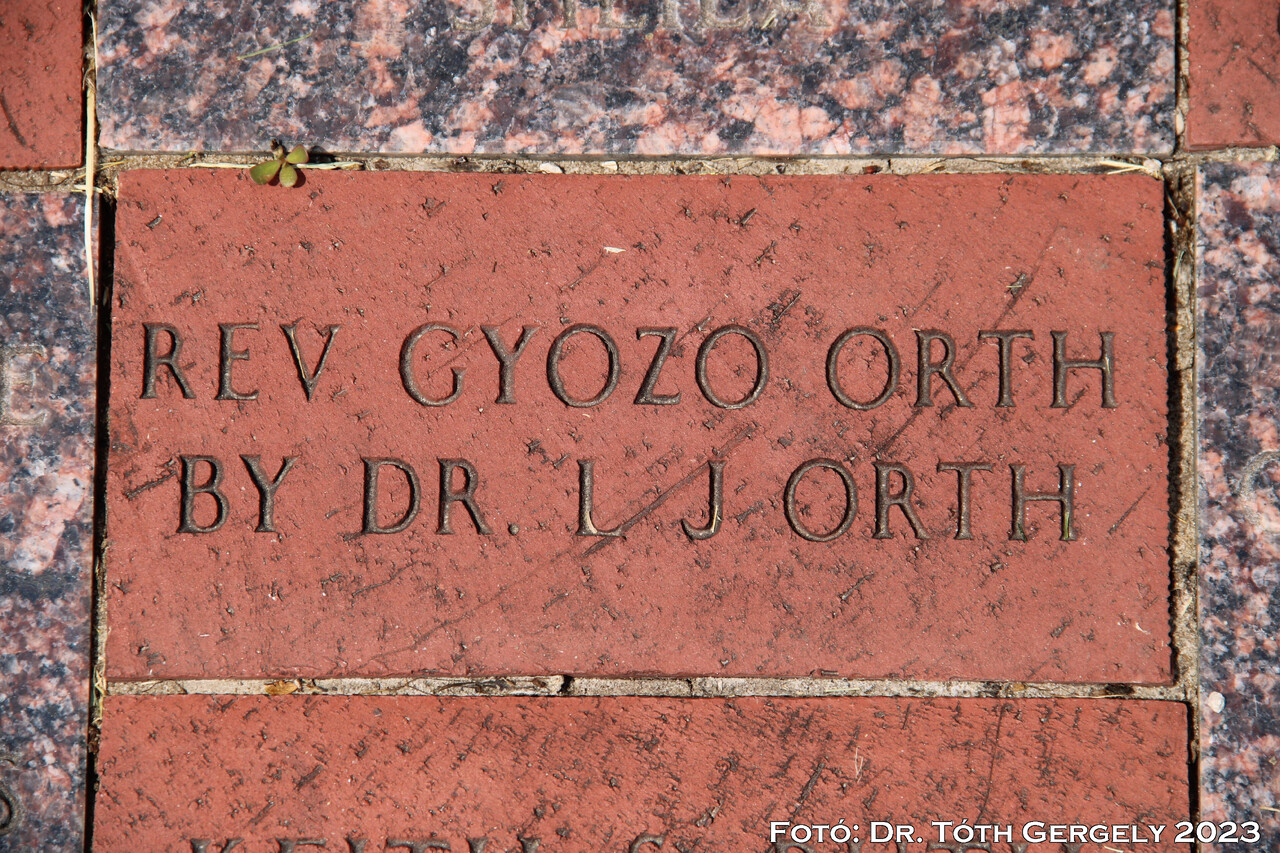 REV GYOZO ORTH
BY DR. L J ORTH
FOTÓ: DR. TÓTH GERGELY 2023